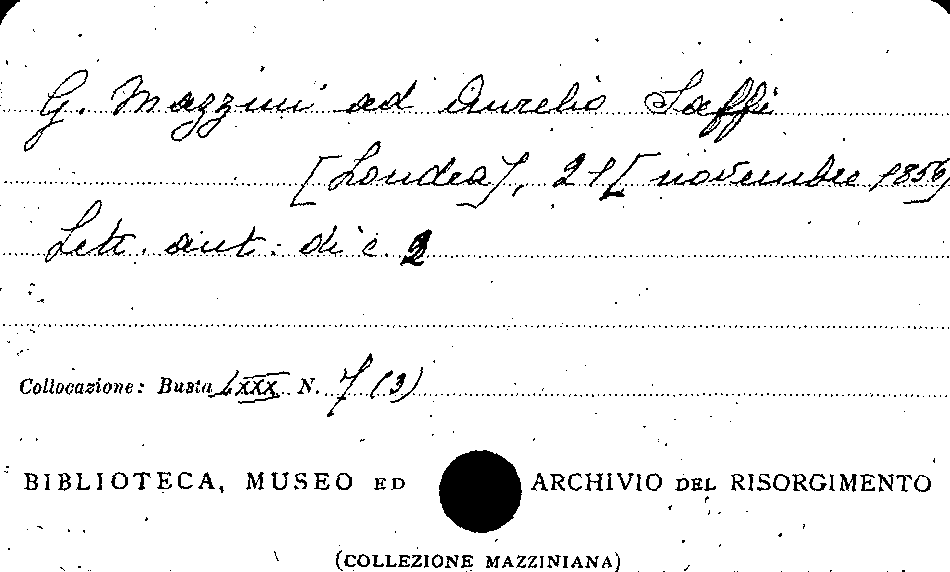 G. Mazzini ad Aurelio Saffi
[Londra], 21 [novembre 1856]
Lett. aut. di c. 2
Collocazione: Busta LXXX N. 7 (3)
BIBLIOTECA, MUSEO ED ARCHIVIO DEL RISORGIMENTO
(COLLEZIONE MAZZINIANA)